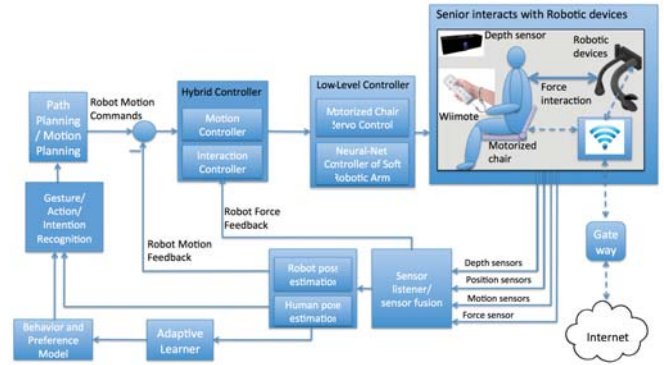 Senior interacts with Robotic devices
Depth sensor
Robotic
devices
Force
interaction
Wiimote
Motorized
chair
Path
Planning
/ Motion
Planning
Robot Motion
Commands
Hybrid Controller
Motion
Controller
Interaction
Controller
Low-Level Controller
Motorized Chair
Servo Control
Neural-Net
Controller of Soft
Robotic Arm
Gesture/
Action/
Intention
Recognition
Robot Force
Feedback
Robot Motion
Feedback
Robot pose
estimation
Human pose
estimation
Sensor
listener/
sensor fusion
Depth sensors
Position sensors
Motion sensors
Force sensor
Gate
way
Internet
Behavior and
Preference
Model
Adaptive
Learner